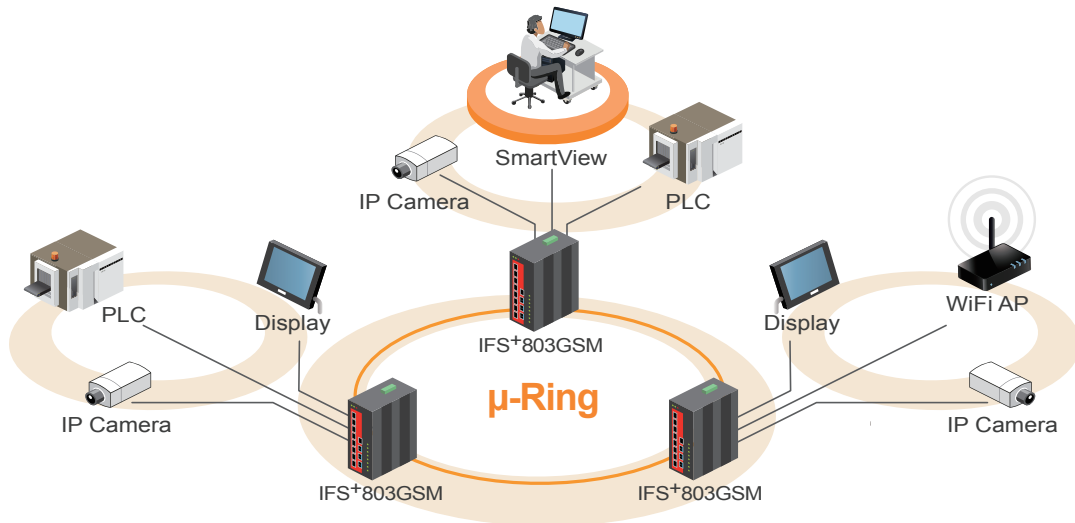 SmartView
IP Camera
PLC
PLC
Display
Display
WiFi AP
IFS+803GSM
µ-Ring
IP Camera
IP Camera
IFS+803GSM
IFS+803GSM